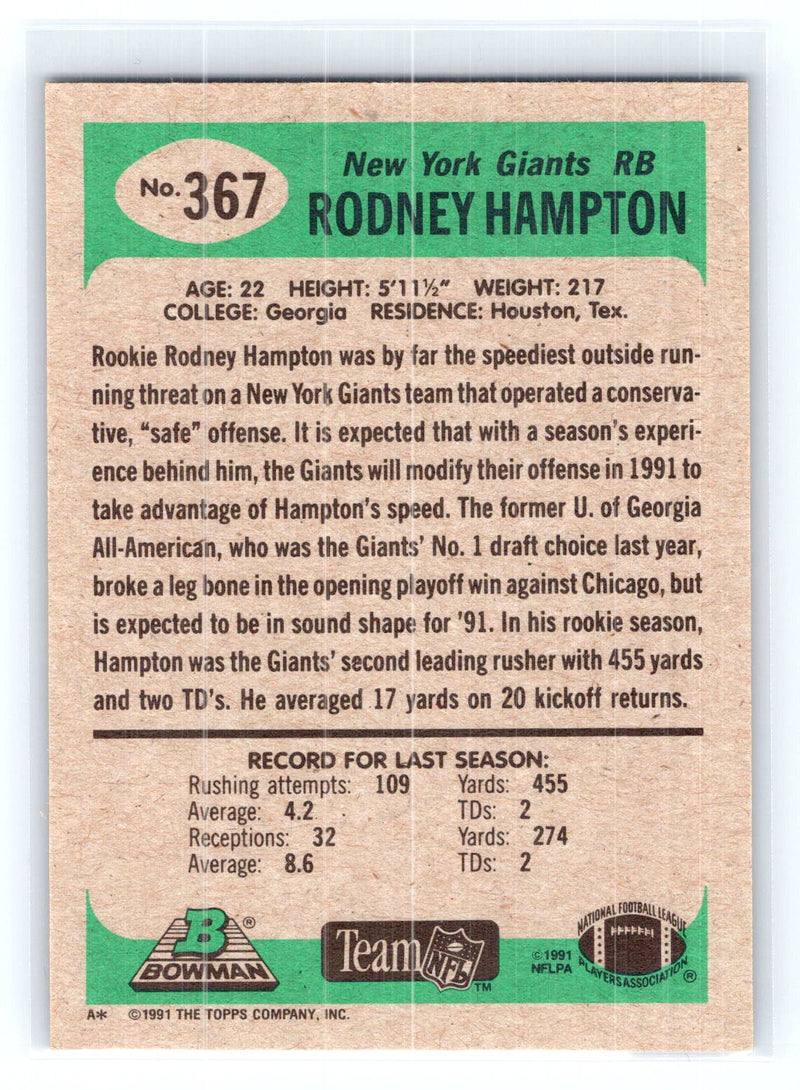 No. 367
New York Giants RB
RODNEY HAMPTON
AGE: 22 HEIGHT: 5'11½" WEIGHT: 217
COLLEGE: Georgia RESIDENCE: Houston, Tex.
Rookie Rodney Hampton was by far the speediest outside run-
ning threat on a New York Giants team that operated a conserva-
tive, "safe" offense. It is expected that with a season's experi-
ence behind him, the Giants will modify their offense in 1991 to
take advantage of Hampton's speed. The former U. of Georgia
All-American, who was the Giants' No. 1 draft choice last year,
broke a leg bone in the opening playoff win against Chicago, but
is expected to be in sound shape for '91. In his rookie season,
Hampton was the Giants' second leading rusher with 455 yards
and two TD's. He averaged 17 yards on 20 kickoff returns.
RECORD FOR LAST SEASON:
Rushing attempts: 109 Yards: 455
Average: 4.2 TDs: 2
Receptions: 32 Yards: 274
Average: 8.6 TDs: 2
B ®
BOWMAN
Team NFL ™
©1991
NFLPA
NATIONAL FOOTBALL LEAGUE
PLAYERS ASSOCIATION ®
A* ©1991 THE TOPPS COMPANY, INC.